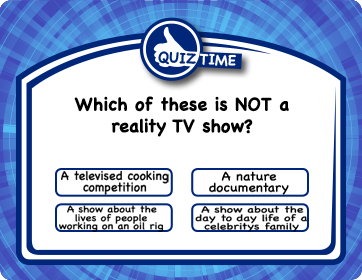 QUIZ TIME
Which of these is NOT a
reality TV show?
A televised cooking
competition
A nature
documentary
A show about the
lives of people
working on an oil rig
A show about the
day to day life of a
celebritys family